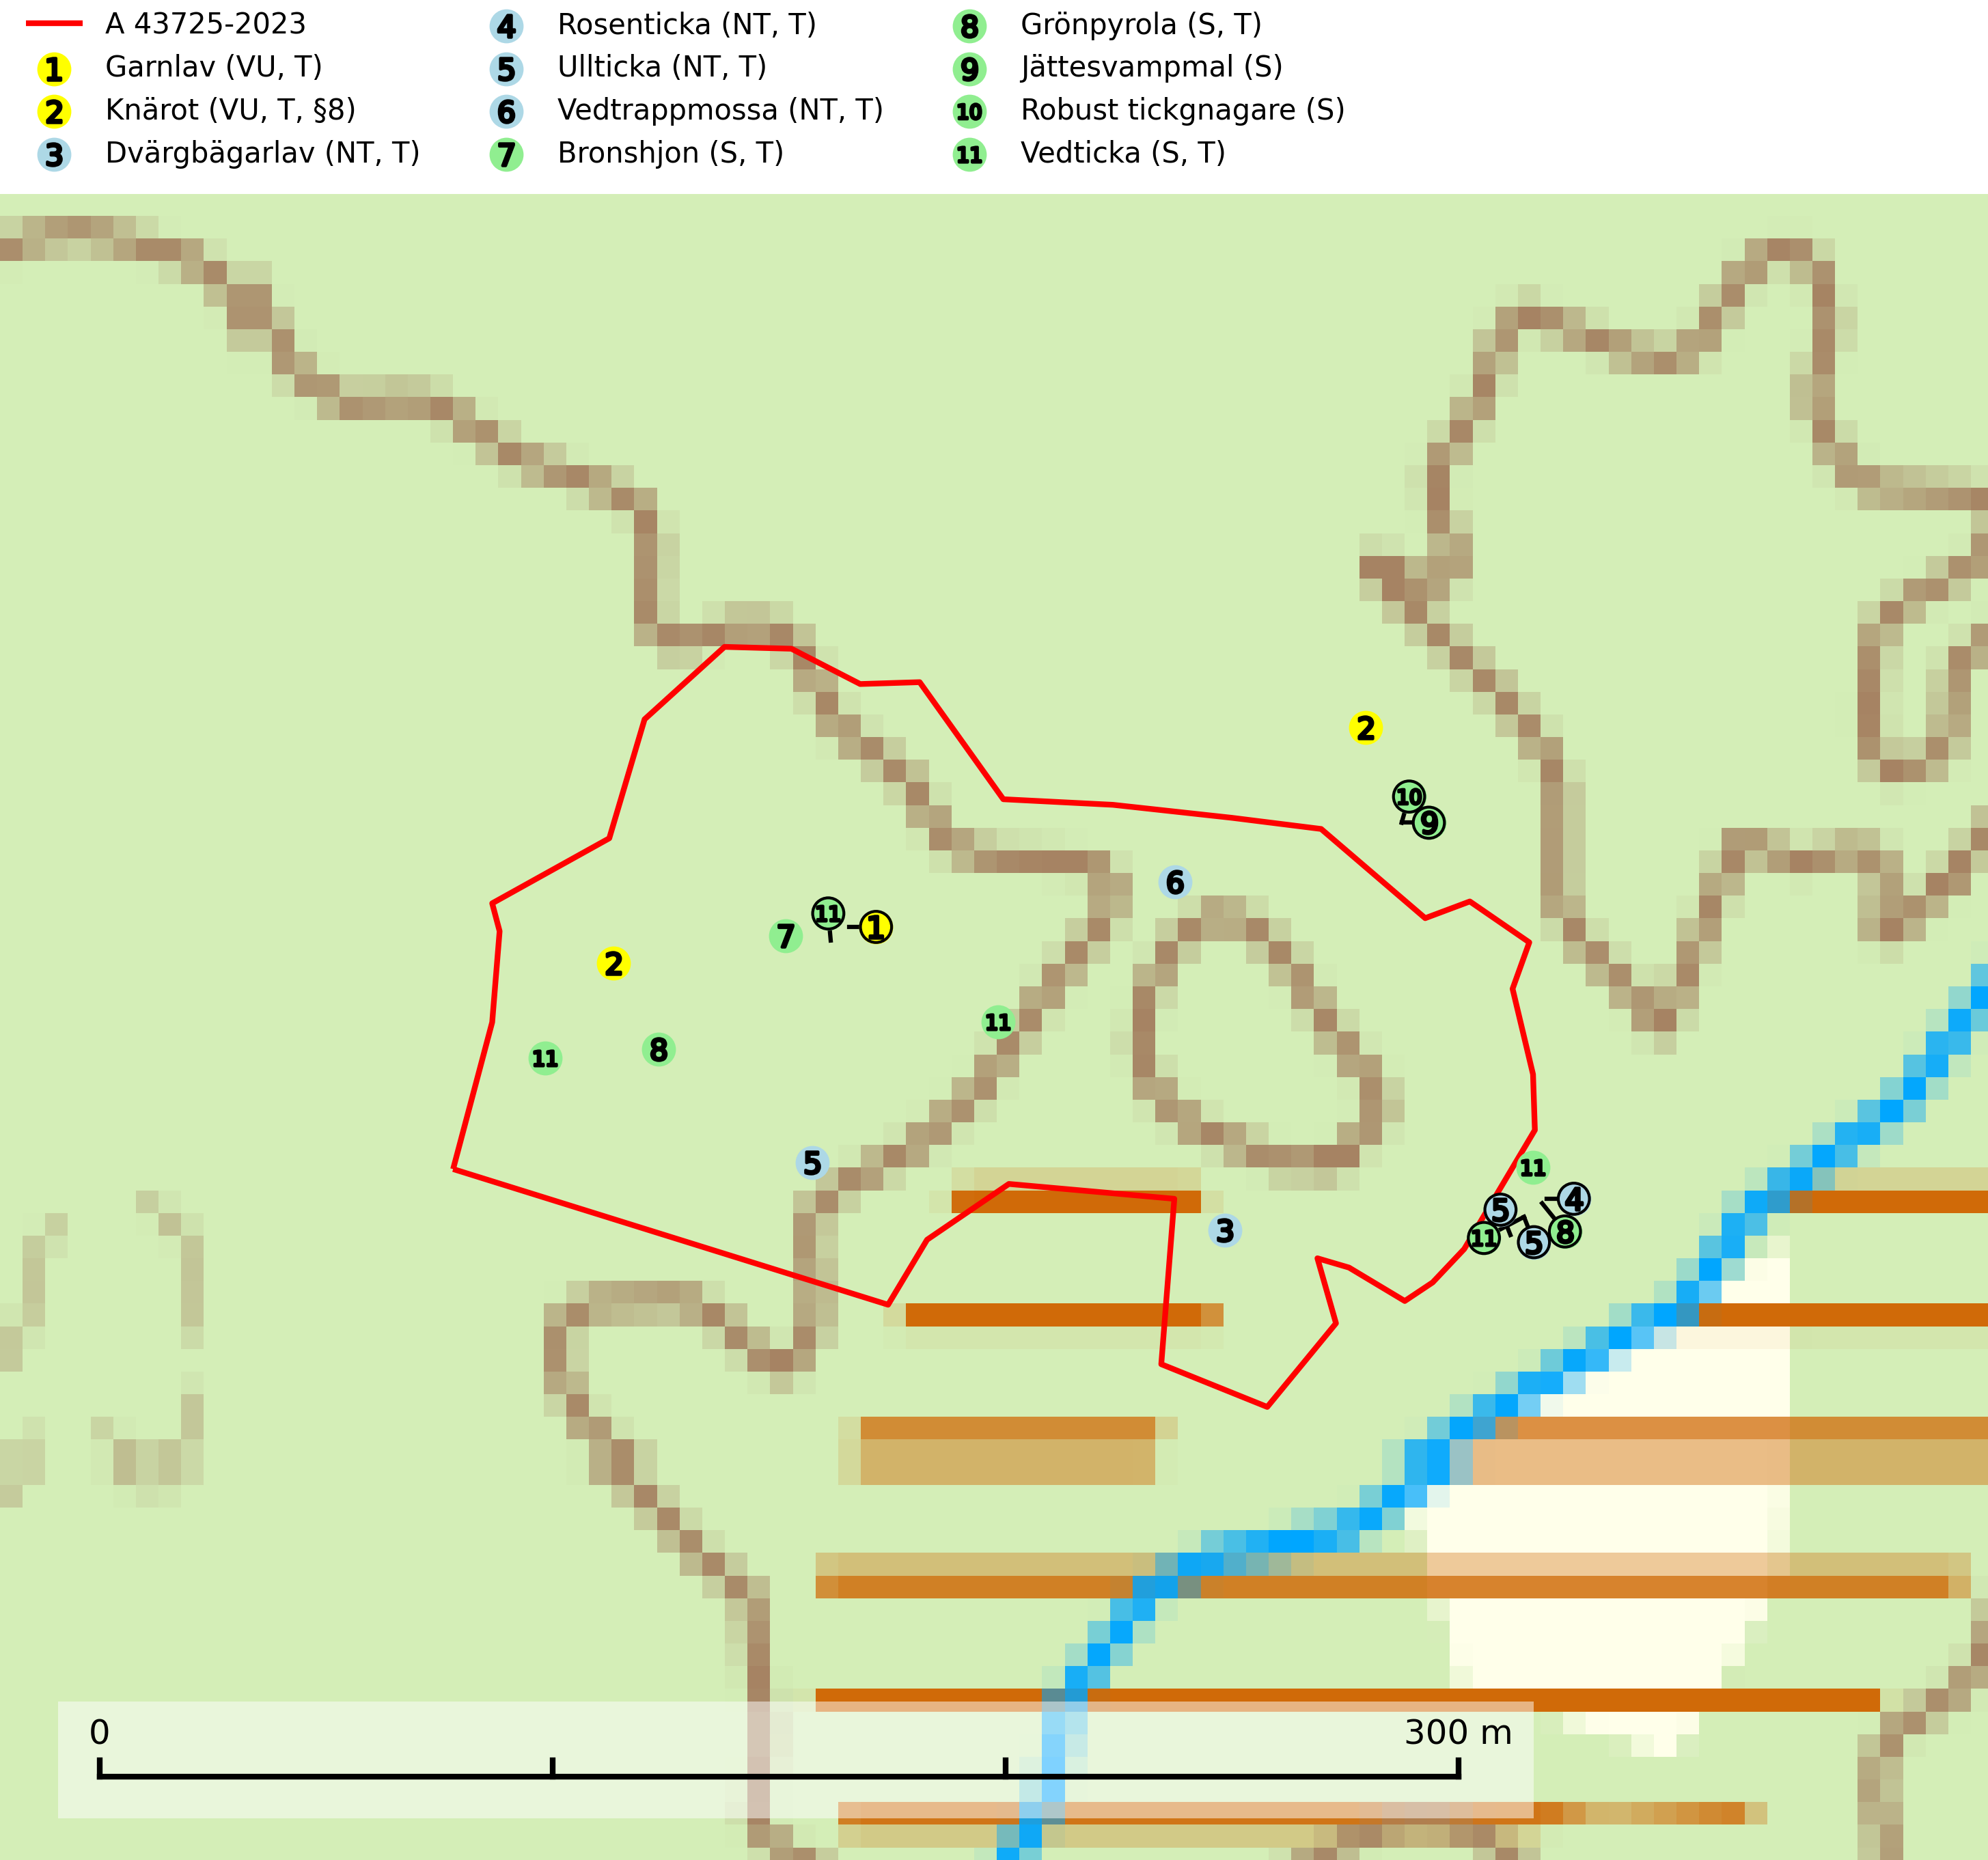 A 43725-2023
1 Garnlav (VU, T)
2 Knärot (VU, T, §8)
3 Dvärgbägarlav (NT, T)
4 Rosenticka (NT, T)
5 Ullticka (NT, T)
6 Vedtrappmossa (NT, T)
7 Bronshjon (S, T)
8 Grönpyrola (S, T)
9 Jättesvampmal (S)
10 Robust tickgnagare (S)
11 Vedticka (S, T)
2
10
9
6
11
1
7
2
11
8
11
5
11
4
5
3
8
11
5
0 300 m